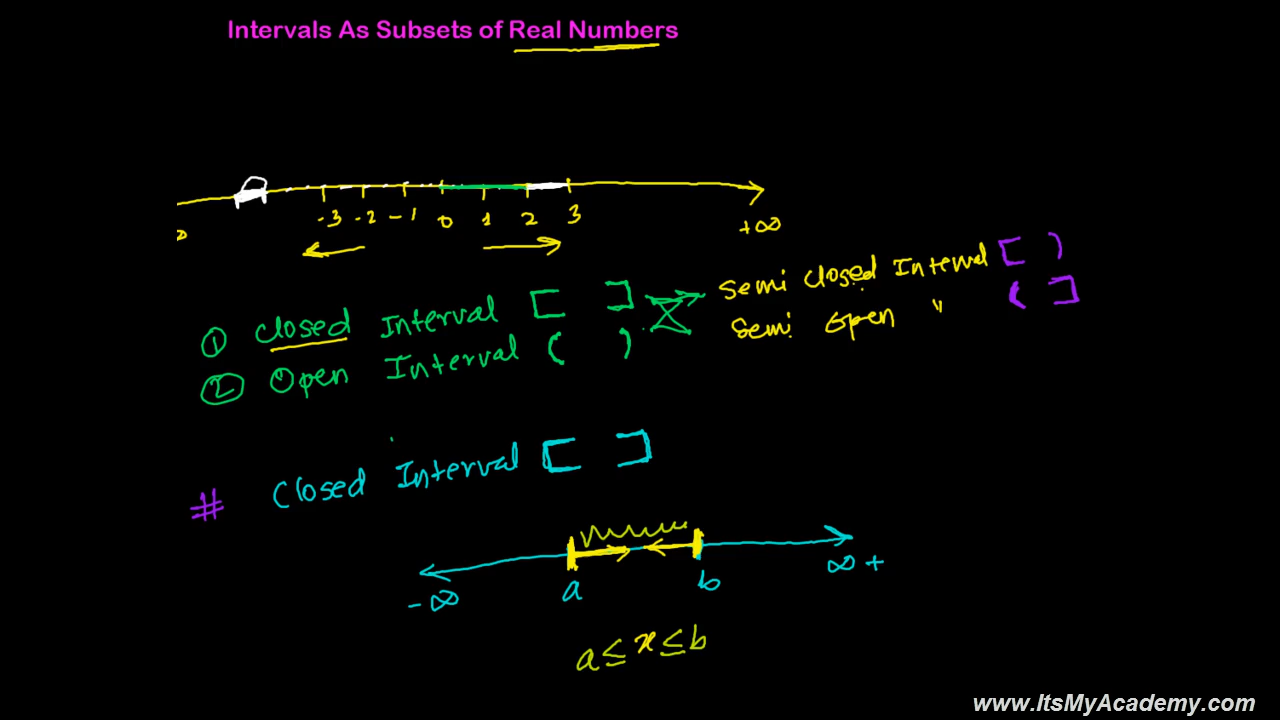 Intervals As Subsets of Real Numbers
-3 -2 -1 0 1 2 3
+∞
① Closed Interval [ ]
② Open Interval ( )
Semi Closed Interval [ )
Semi Open " ( ]
# Closed Interval [ ]
-∞ a b ∞+
a ≤ x ≤ b
www.ItsMyAcademy.com